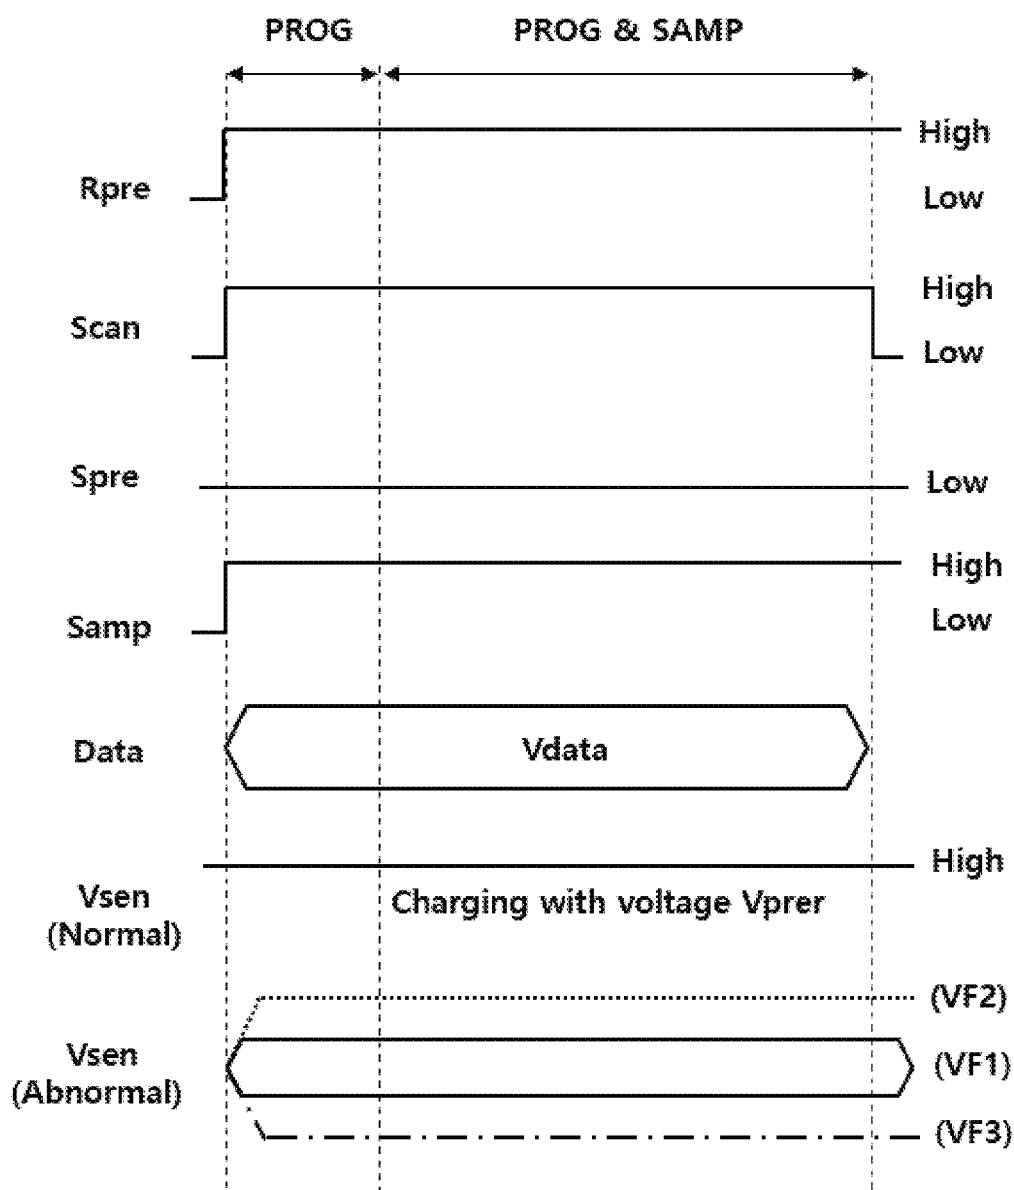 PROG PROG & SAMP
High
Rpre
Low
High
Scan
Low
Spre Low
High
Samp Low
Data Vdata
High
Vsen Charging with voltage Vprer
(Normal)
(VF2)
Vsen (VF1)
(Abnormal)
(VF3)